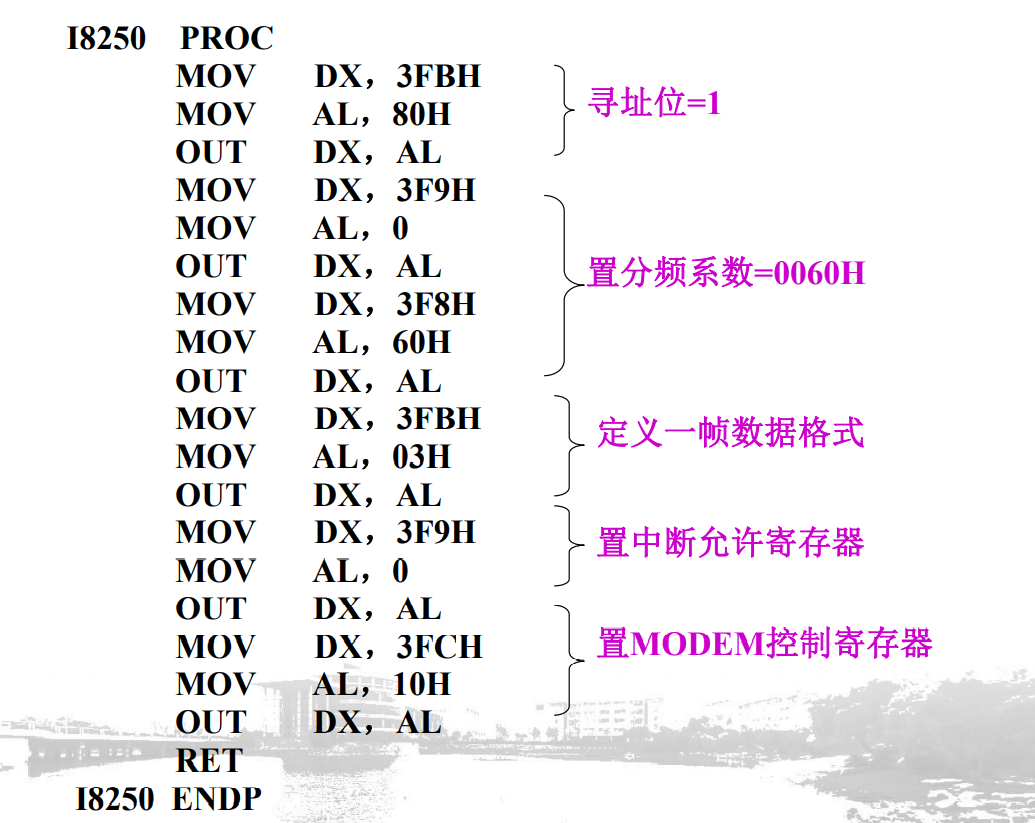 I8250 PROC
MOV DX，3FBH
MOV AL，80H
OUT DX，AL
寻址位=1
MOV DX，3F9H
MOV AL，0
OUT DX，AL
MOV DX，3F8H
MOV AL，60H
OUT DX，AL
置分频系数=0060H
MOV DX，3FBH
MOV AL，03H
OUT DX，AL
定义一帧数据格式
MOV DX，3F9H
MOV AL，0
OUT DX，AL
置中断允许寄存器
MOV DX，3FCH
MOV AL，10H
OUT DX，AL
置MODEM控制寄存器
RET
I8250 ENDP